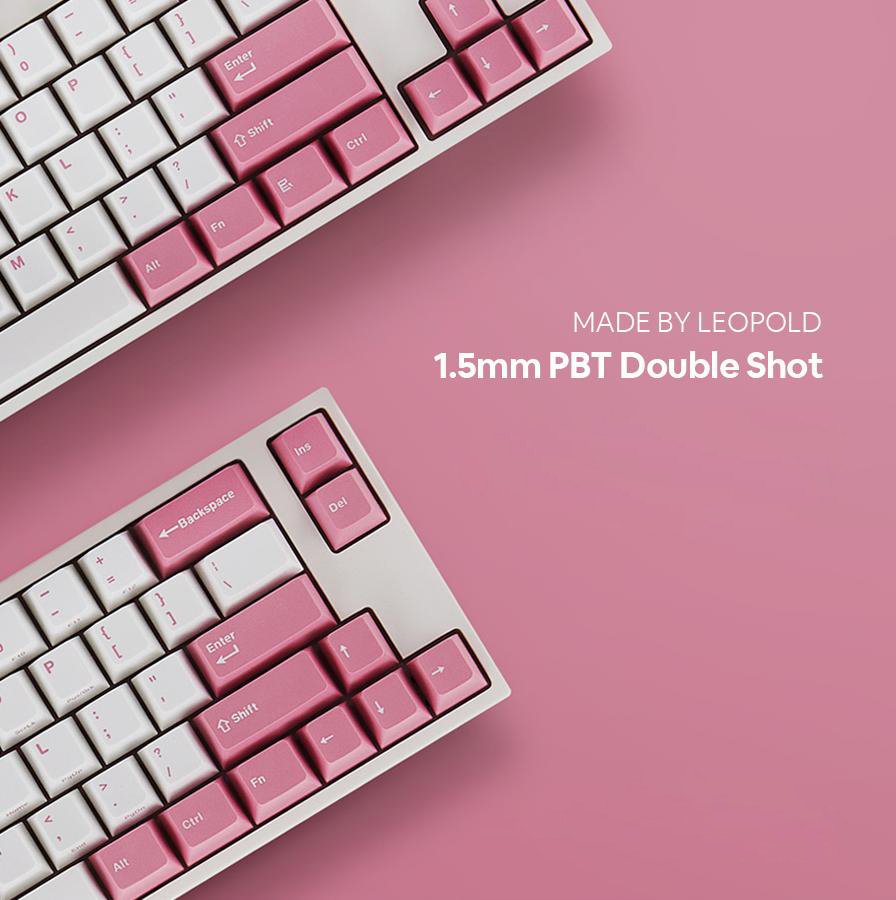 ) 0
_ -
{ [
} ]
Enter
O
P
: ;
" '
⇧Shift
K
L
? /
Ctrl
M
< ,
> .
Alt
Fn
↑
←
↓
→
MADE BY LEOPOLD
1.5mm PBT Double Shot
Ins
Del
←Backspace
_ -
+ =
P
{ [
} ]
| \
Enter
L
: ;
" '
⇧Shift
↑
< ,
> .
? /
Alt
Ctrl
Fn
←
↓
→